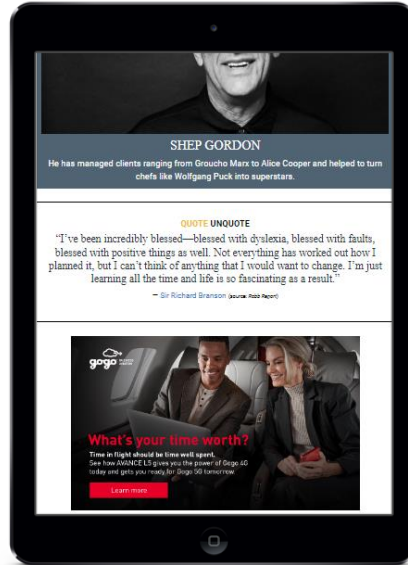 SHEP GORDON
He has managed clients ranging from Groucho Marx to Alice Cooper and helped to turn
chefs like Wolfgang Puck into superstars.
QUOTE UNQUOTE
“I’ve been incredibly blessed—blessed with dyslexia, blessed with faults,
blessed with positive things as well. Not everything has worked out how I
planned it, but I can’t think of anything that I would want to change. I’m just
learning all the time and life is so fascinating as a result.”
– Sir Richard Branson (source: Robb Report)
gogo
What's your time worth?
Time in flight should be time well spent.
See how AVANCE L5 gives you the power of Gogo 4G
today and gets you ready for Gogo 5G tomorrow
Learn more